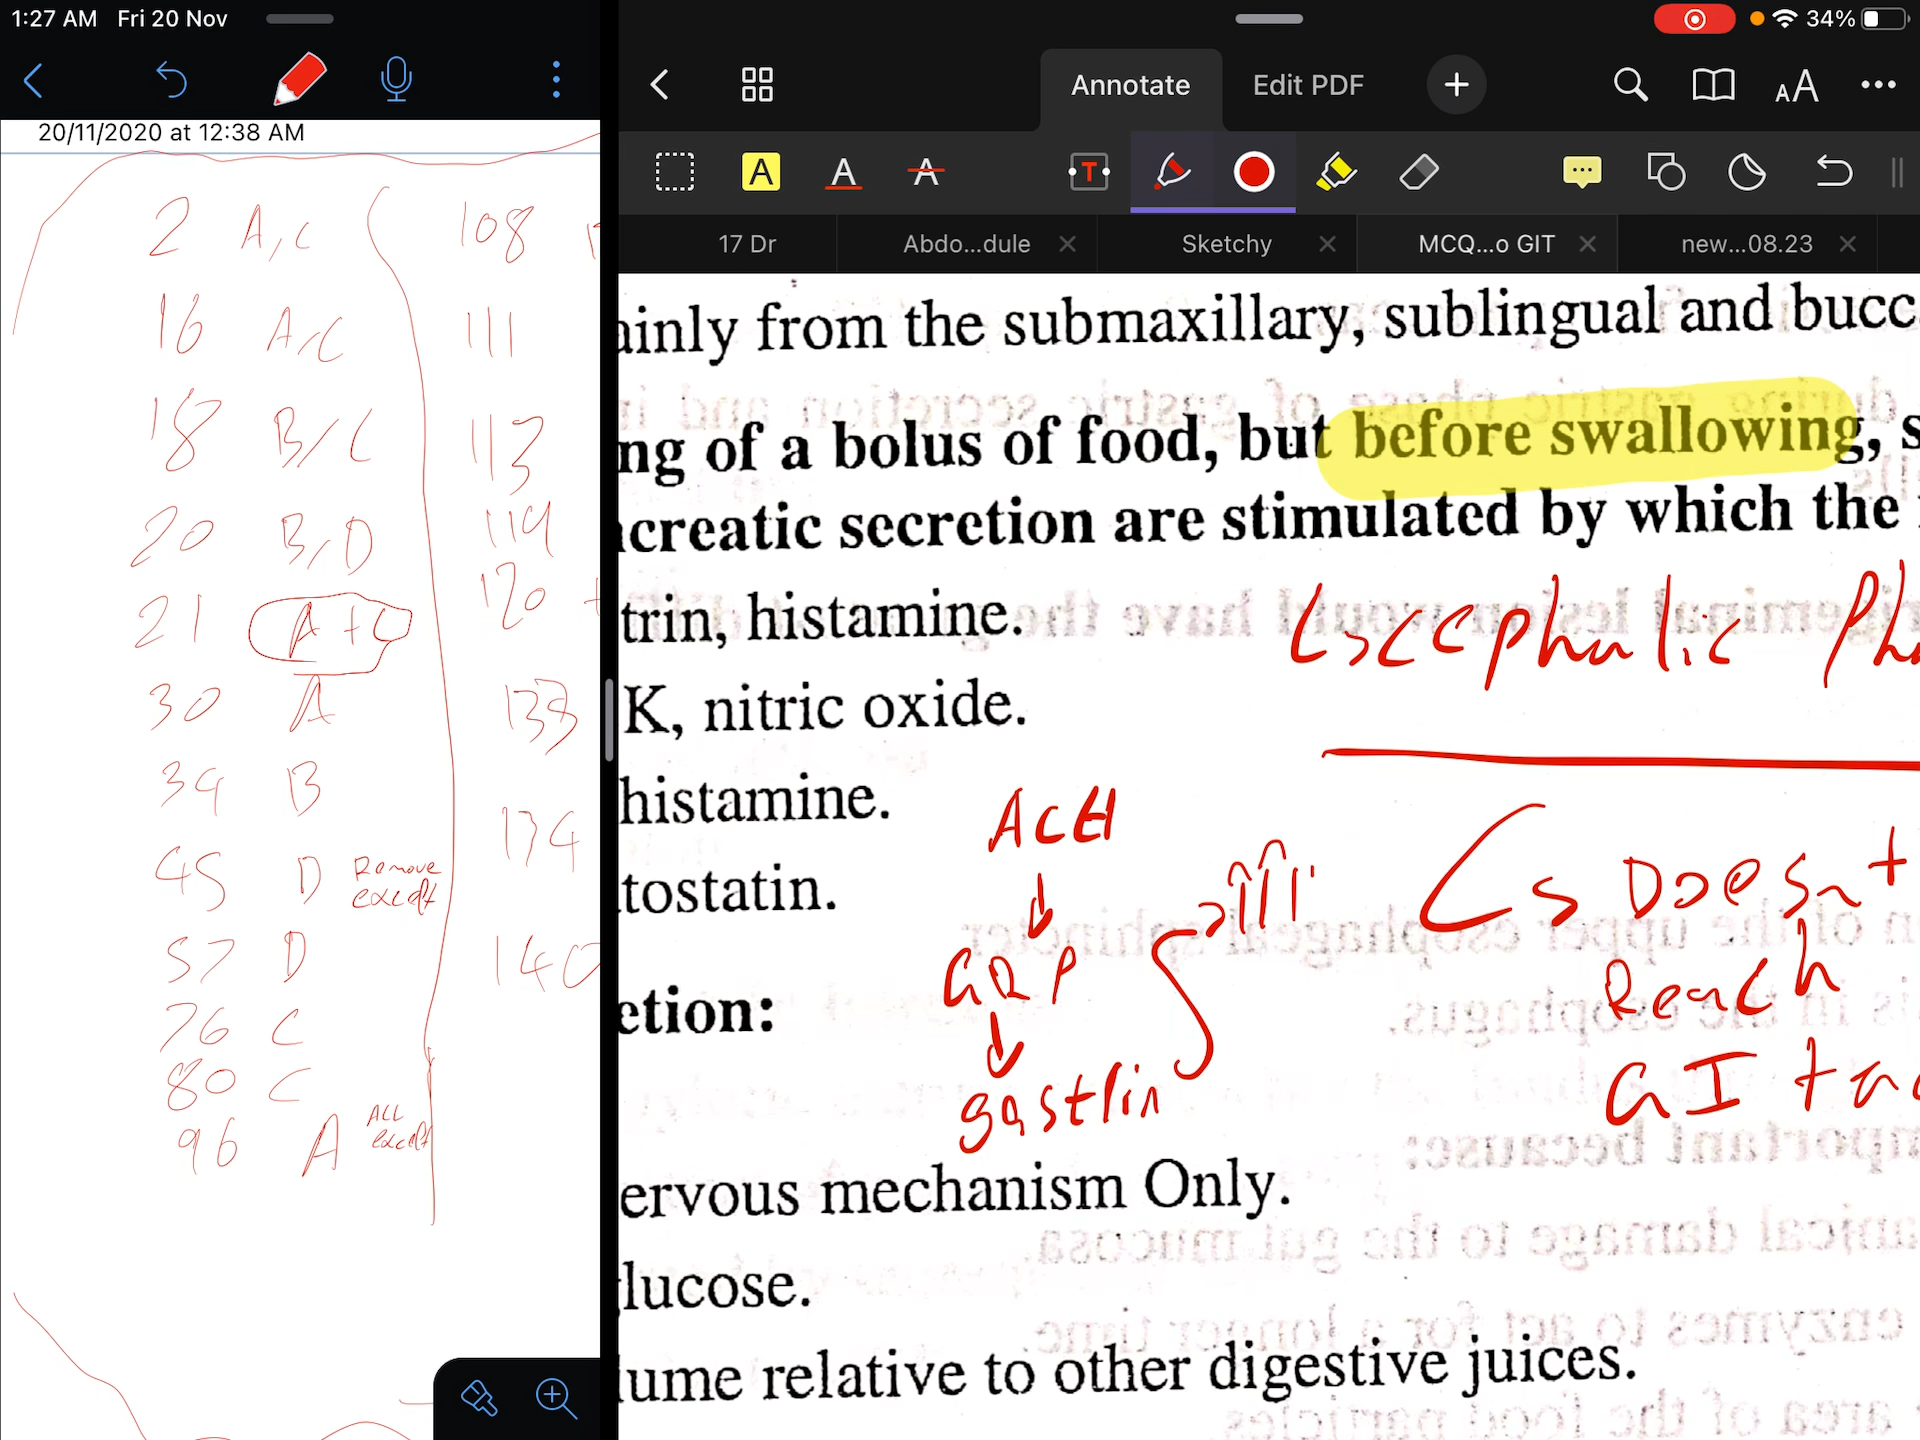 1:27 AM Fri 20 Nov
34%
20/11/2020 at 12:38 AM
2 A,C
16 A,C
18 B/C
20 B,D
21 A+C
30 A
34 B
45 D Remove except
57 D
76 C
80 C
96 A ALL except
108
111
113
114
120 +
133
134
140
Annotate
Edit PDF
17 Dr
Abdo...dule
Sketchy
MCQ...o GIT
new...08.23
ainly from the submaxillary, sublingual and bucc
ng of a bolus of food, but before swallowing, s
creatic secretion are stimulated by which the
trin, histamine.
K, nitric oxide.
histamine.
tostatin.
etion:
ervous mechanism Only.
lucose.
lume relative to other digestive juices.
ACH
GRP
gastrin
Doesn't
Reach
GI